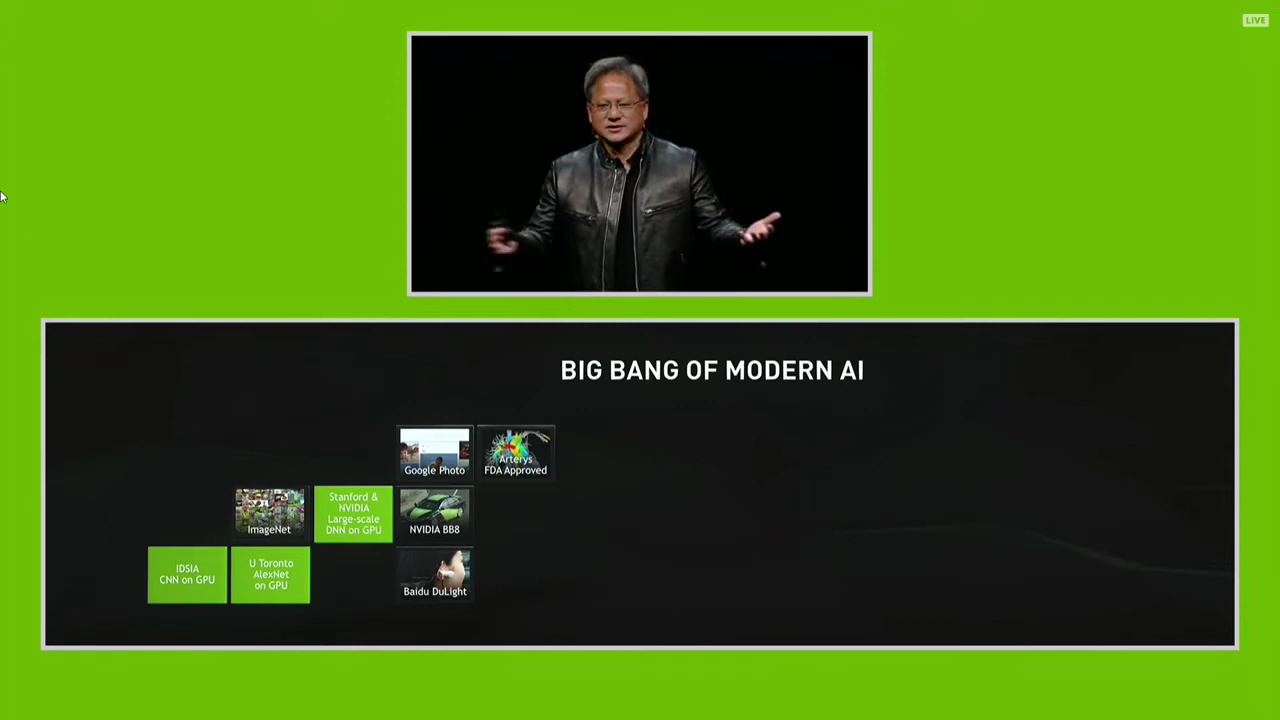 LIVE
BIG BANG OF MODERN AI
Google Photo
Arterys
FDA Approved
ImageNet
Stanford &
NVIDIA
Large-scale
DNN on GPU
NVIDIA BB8
IDSIA
CNN on GPU
U Toronto
AlexNet
on GPU
Baidu DuLight